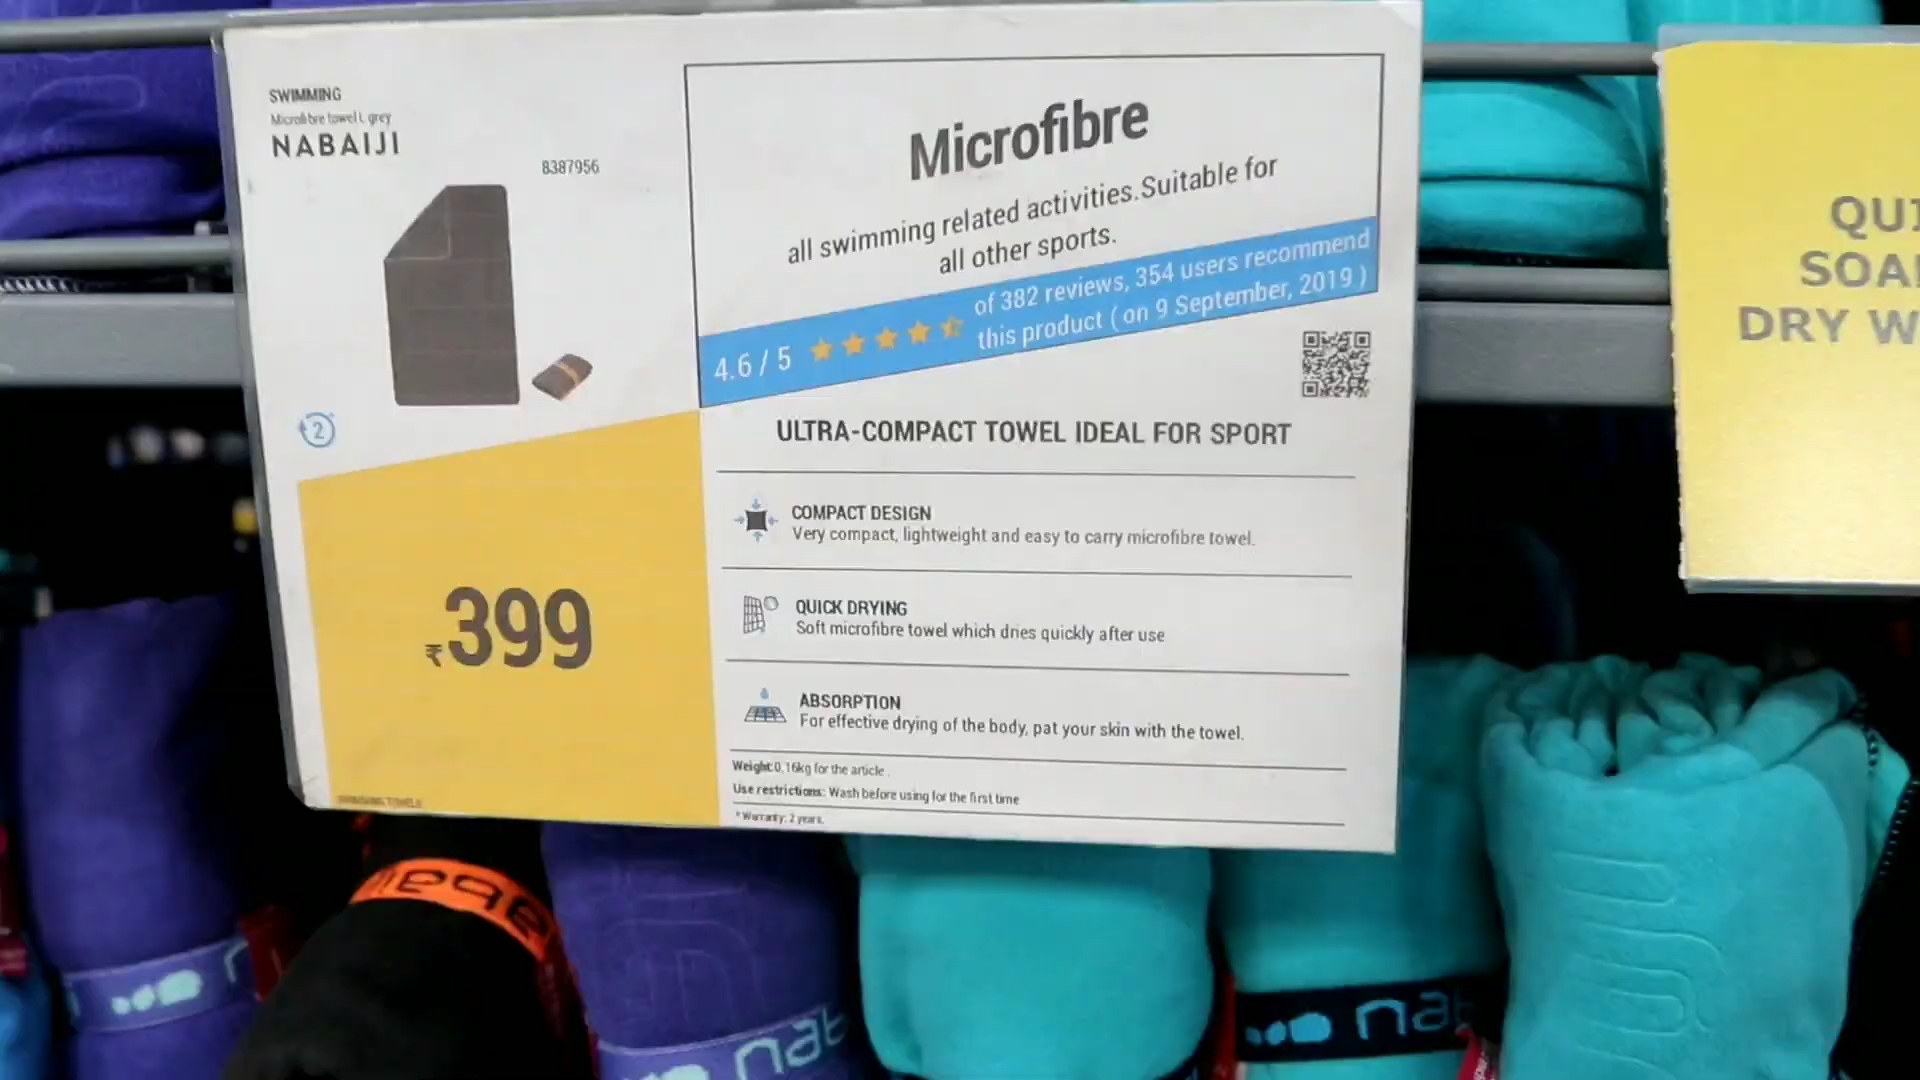 SWIMMING
Microfibre towel L grey
NABAIJI
8387956
2
₹399
SWIMMING TOWELS
Microfibre
all swimming related activities.Suitable for
all other sports.
4.6 / 5
of 382 reviews, 354 users recommend
this product ( on 9 September, 2019 )
ULTRA-COMPACT TOWEL IDEAL FOR SPORT
COMPACT DESIGN
Very compact, lightweight and easy to carry microfibre towel.
QUICK DRYING
Soft microfibre towel which dries quickly after use
ABSORPTION
For effective drying of the body, pat your skin with the towel.
Weight:0,16kg for the article .
Use restrictions: Wash before using for the first time
* Warranty: 2 years.
QUI
SOA
DRY W
nat
nat